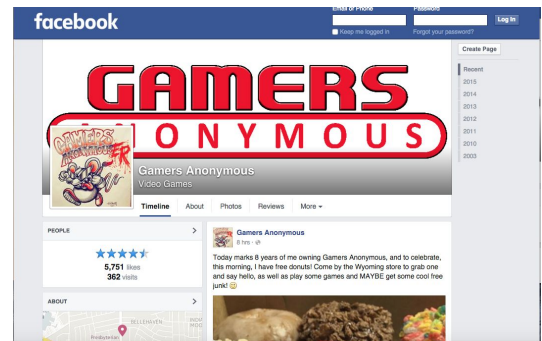 facebook
Email or Phone
Password
Log In
Keep me logged in
Forgot your password?
Create Page
Recent
2015
2014
2013
2012
2011
2010
2003
GAMERS
ANONYMOUS
GAMERS
ANONYMOUS
Gamers Anonymous
Video Games
Timeline
About
Photos
Reviews
More
PEOPLE
5,751 likes
362 visits
ABOUT
BELLEHAVEN
Presbyterian
Gamers Anonymous
8 hrs
Today marks 8 years of me owning Gamers Anonymous, and to celebrate,
this morning, I have free donuts! Come by the Wyoming store to grab one
and say hello, as well as play some games and MAYBE get some cool free
junk!